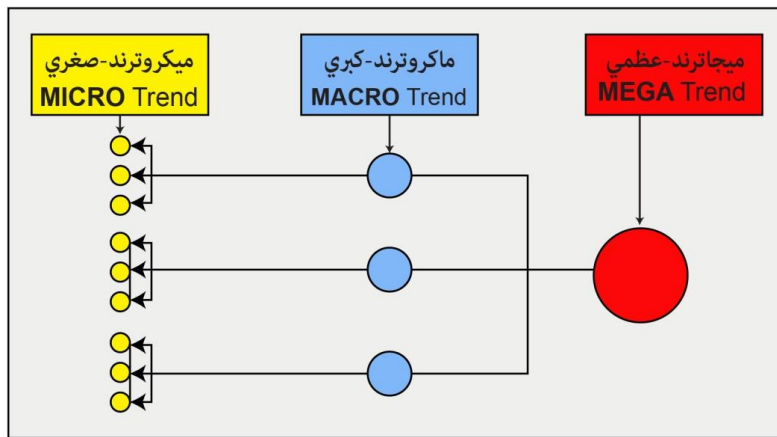 ميجاترند-عظمي
MEGA Trend
ماكروترند-كبري
MACRO Trend
ميكروترند-صغري
MICRO Trend